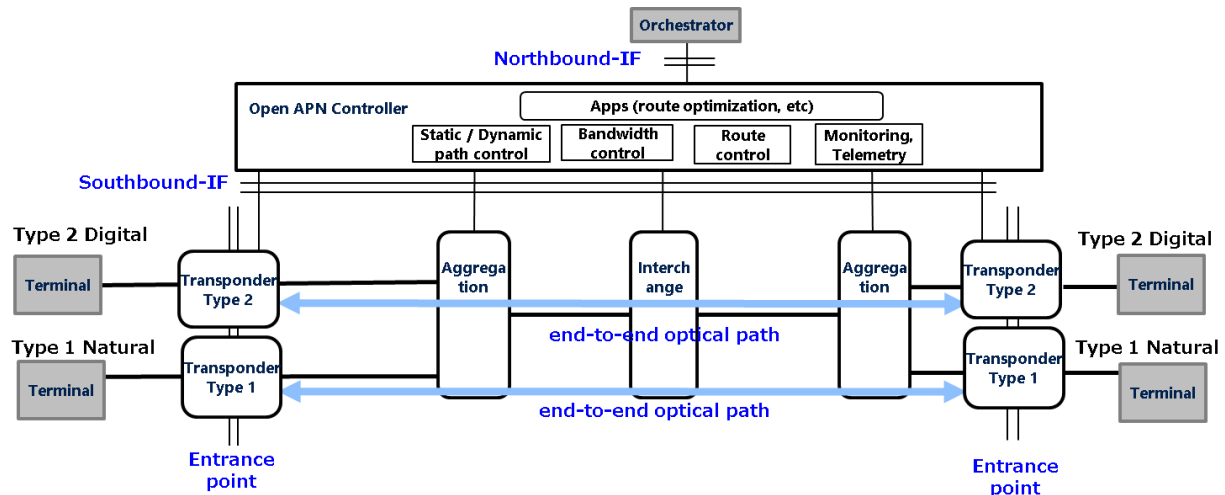 Orchestrator
Northbound-IF
Open APN Controller
Apps (route optimization, etc)
Static / Dynamic
path control
Bandwidth
control
Route
control
Monitoring,
Telemetry
Southbound-IF
Type 2 Digital
Terminal
Transponder
Type 2
Aggrega
tion
Interch
ange
Aggrega
tion
Transponder
Type 2
Type 2 Digital
Terminal
end-to-end optical path
Type 1 Natural
Terminal
Transponder
Type 1
Transponder
Type 1
Type 1 Natural
Terminal
end-to-end optical path
Entrance
point
Entrance
point